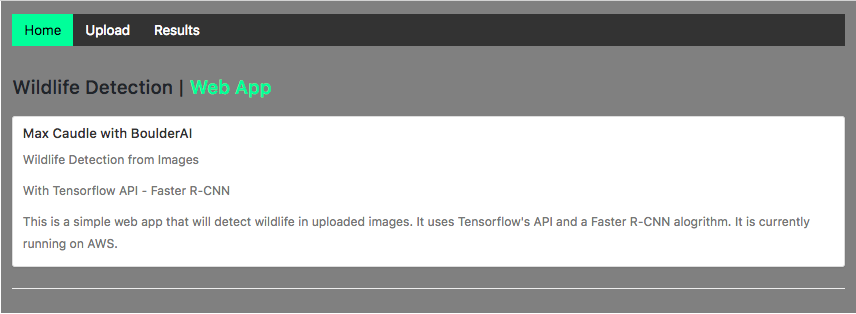 Home Upload Results
Wildlife Detection | Web App
Max Caudle with BoulderAI
Wildlife Detection from Images
With Tensorflow API - Faster R-CNN
This is a simple web app that will detect wildlife in uploaded images. It uses Tensorflow's API and a Faster R-CNN alogrithm. It is currently
running on AWS.